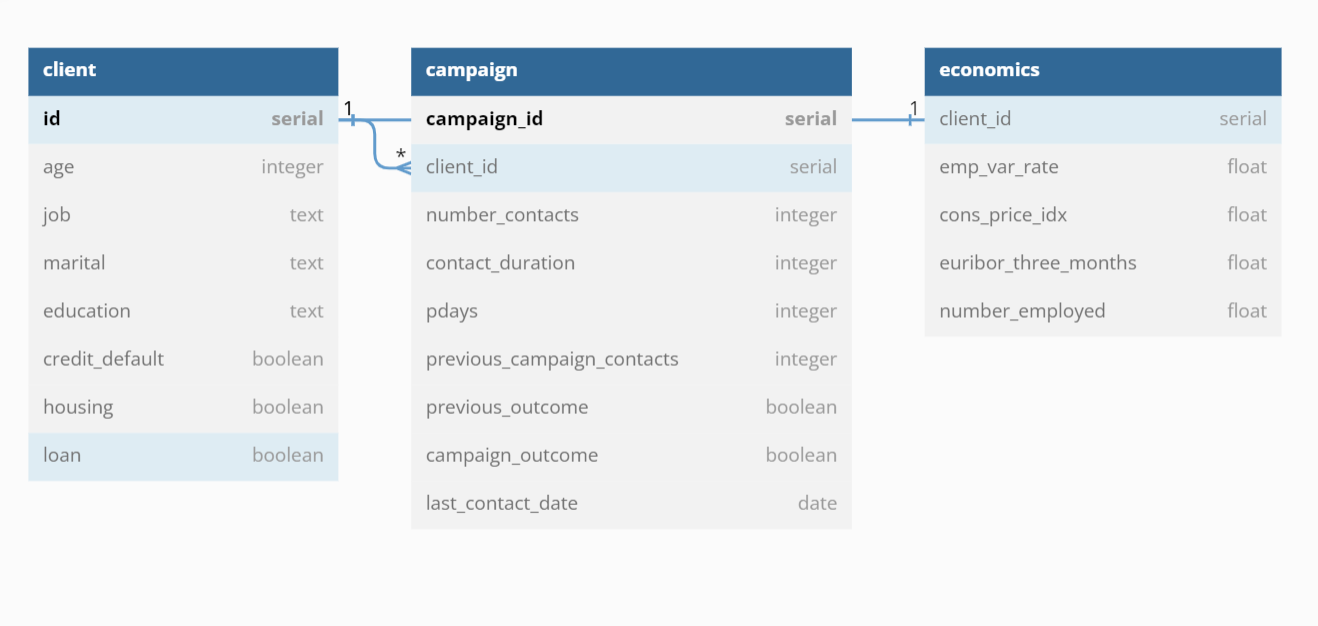 client
id serial
age integer
job text
marital text
education text
credit_default boolean
housing boolean
loan boolean
1
*
campaign
campaign_id serial
client_id serial
number_contacts integer
contact_duration integer
pdays integer
previous_campaign_contacts integer
previous_outcome boolean
campaign_outcome boolean
last_contact_date date
1
economics
client_id serial
emp_var_rate float
cons_price_idx float
euribor_three_months float
number_employed float